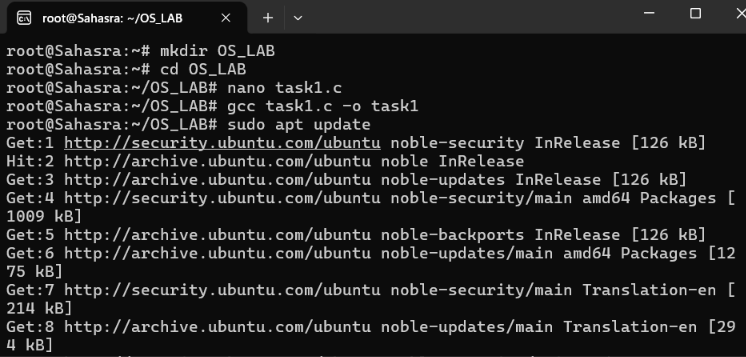 root@Sahasra: ~/OS_LAB
root@Sahasra:~# mkdir OS_LAB
root@Sahasra:~# cd OS_LAB
root@Sahasra:~/OS_LAB# nano task1.c
root@Sahasra:~/OS_LAB# gcc task1.c -o task1
root@Sahasra:~/OS_LAB# sudo apt update
Get:1 http://security.ubuntu.com/ubuntu noble-security InRelease [126 kB]
Hit:2 http://archive.ubuntu.com/ubuntu noble InRelease
Get:3 http://archive.ubuntu.com/ubuntu noble-updates InRelease [126 kB]
Get:4 http://security.ubuntu.com/ubuntu noble-security/main amd64 Packages [
1009 kB]
Get:5 http://archive.ubuntu.com/ubuntu noble-backports InRelease [126 kB]
Get:6 http://archive.ubuntu.com/ubuntu noble-updates/main amd64 Packages [12
75 kB]
Get:7 http://security.ubuntu.com/ubuntu noble-security/main Translation-en [
214 kB]
Get:8 http://archive.ubuntu.com/ubuntu noble-updates/main Translation-en [29
4 kB]